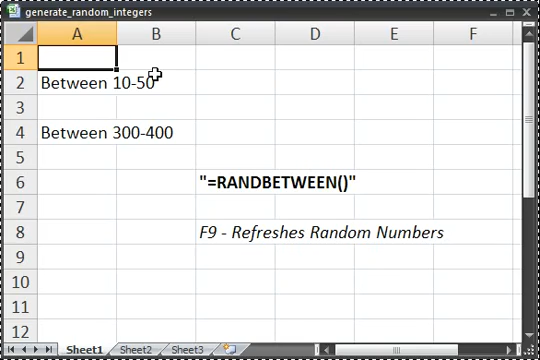 generate_random_integers
A B C D E F
1
2 Between 10-50
3
4 Between 300-400
5
6 "=RANDBETWEEN()"
7
8 F9 - Refreshes Random Numbers
9
10
11
12
Sheet1 Sheet2 Sheet3